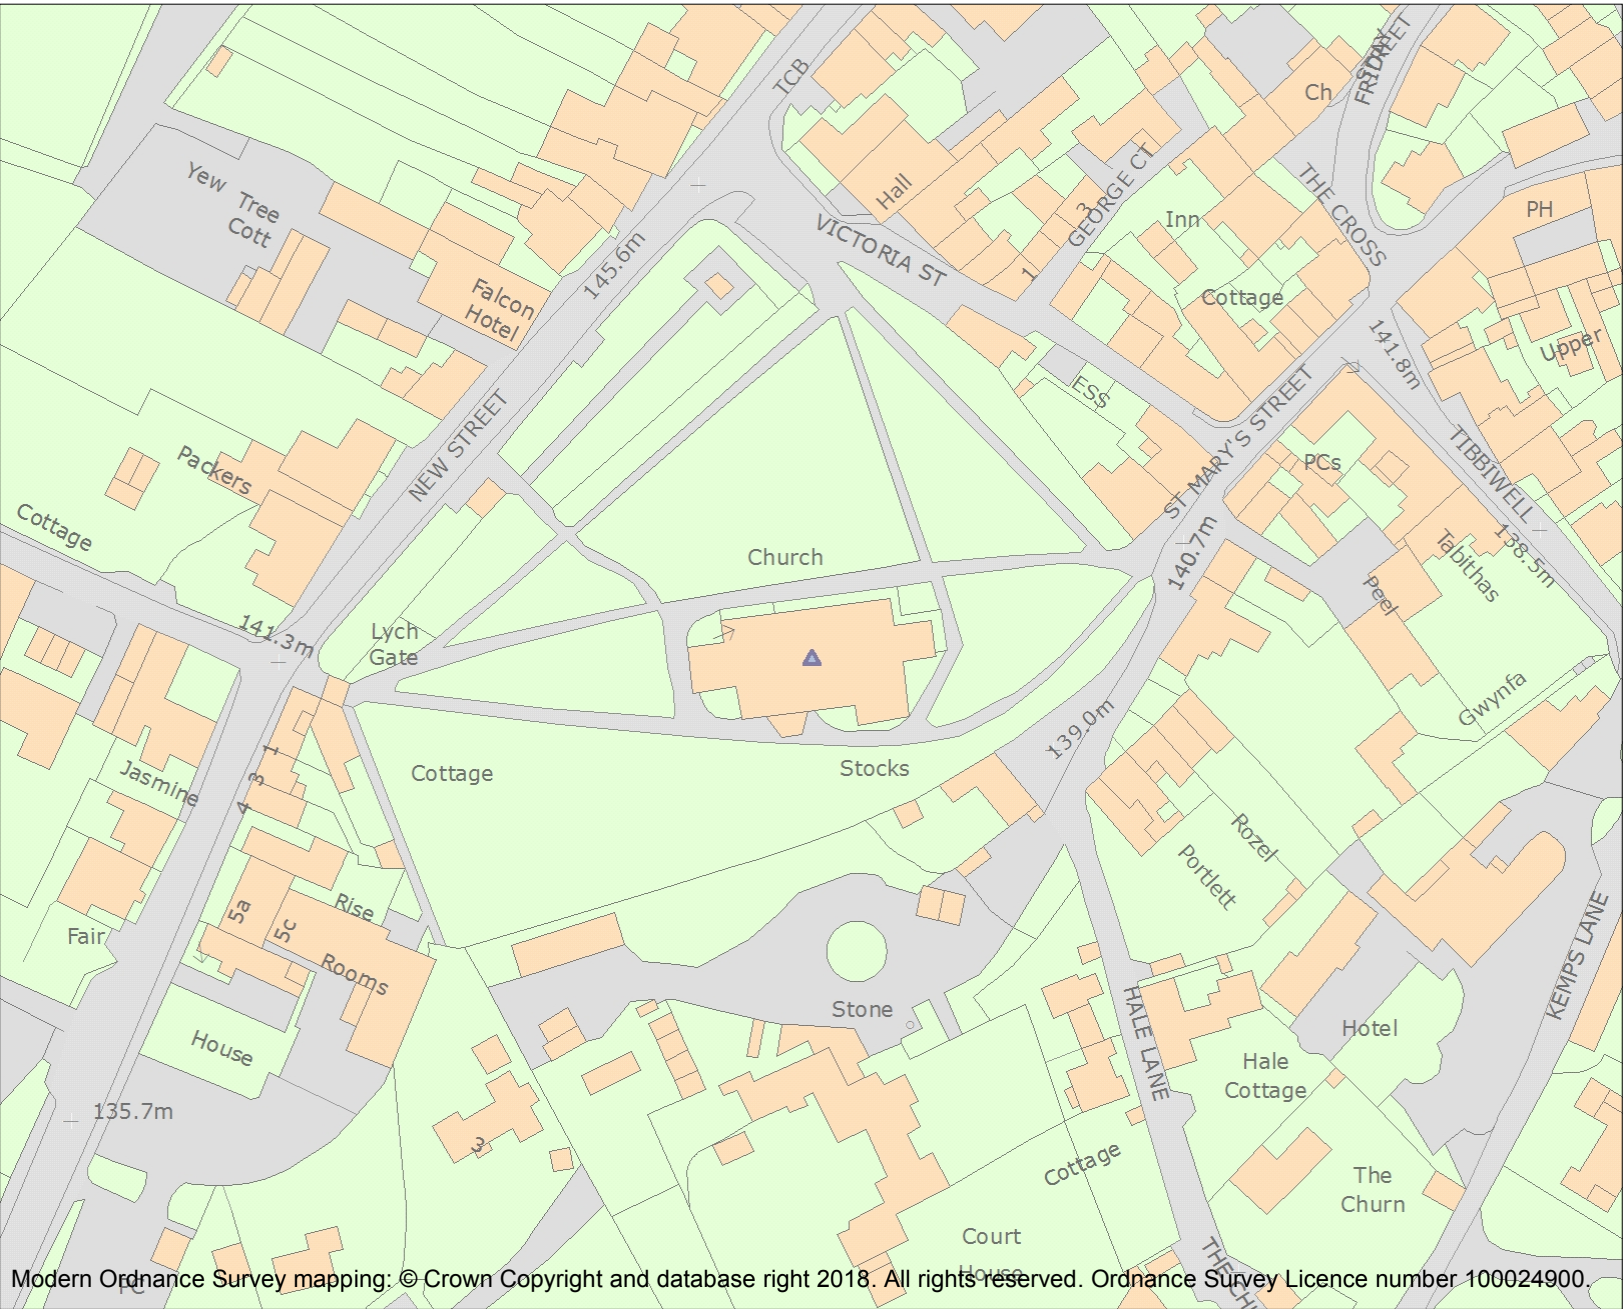 TCB
Ch
FRIDAY
STREET
Yew Tree
Cott
Hall
GEORGE CT
3
1
Inn
THE CROSS
PH
VICTORIA ST
145.6m
Falcon
Hotel
Cottage
141.8m
Upper
ESS
NEW STREET
Packers
Cottage
ST MARY'S STREET
PCs
TIBBIWELL
138.5m
Tabithas
Peel
140.7m
Church
141.3m
Lych
Gate
Gwynfa
139.0m
Jasmine
1
3
4
Cottage
Stocks
Rozel
Portlett
5a
5c
Rise
Fair
Rooms
KEMPS LANE
Stone
HALE LANE
Hotel
House
Hale
Cottage
135.7m
3
Cottage
The
Churn
Court
House
PC
Modern Ordnance Survey mapping: © Crown Copyright and database right 2018. All rights reserved. Ordnance Survey Licence number 100024900.